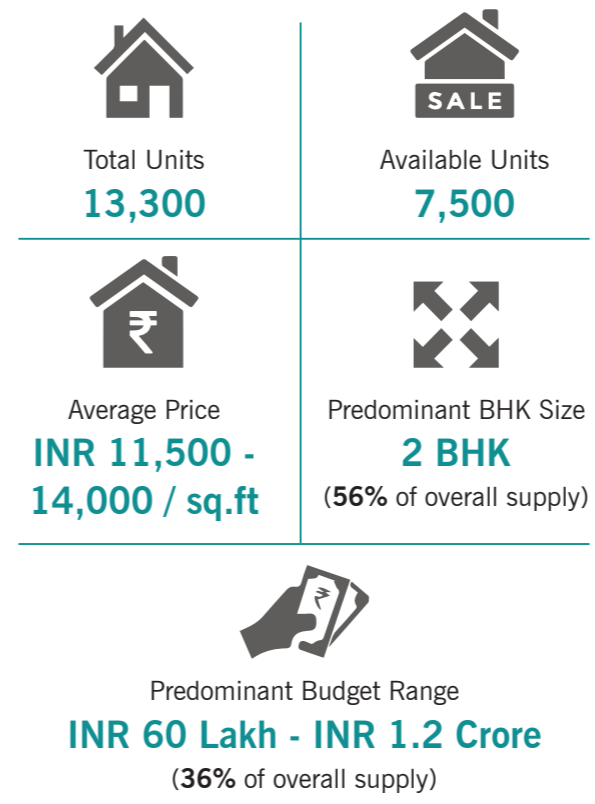 SALE
Total Units
13,300
Available Units
7,500
₹
Average Price
INR 11,500 -
14,000 / sq.ft
Predominant BHK Size
2 BHK
(56% of overall supply)
₹
Predominant Budget Range
INR 60 Lakh - INR 1.2 Crore
(36% of overall supply)